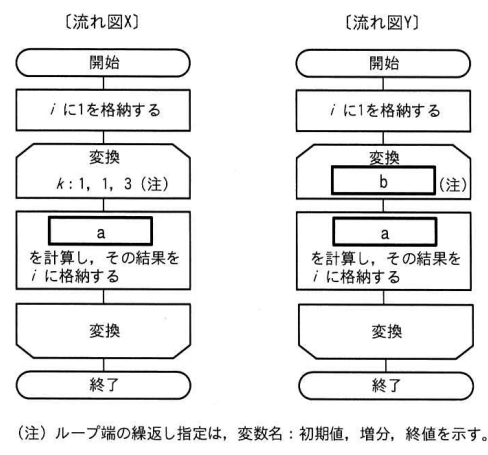 〔流れ図X〕
開始
i に1を格納する
変換
k：1，1，3（注）
a
を計算し，その結果を
i に格納する
変換
終了
〔流れ図Y〕
開始
i に1を格納する
変換
b （注）
a
を計算し，その結果を
i に格納する
変換
終了
（注）ループ端の繰返し指定は，変数名：初期値，増分，終値を示す。